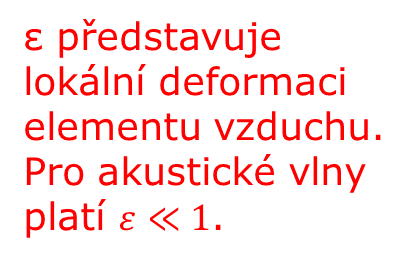 ε představuje
lokální deformaci
elementu vzduchu.
Pro akustické vlny
platí 𝜀 ≪ 1.